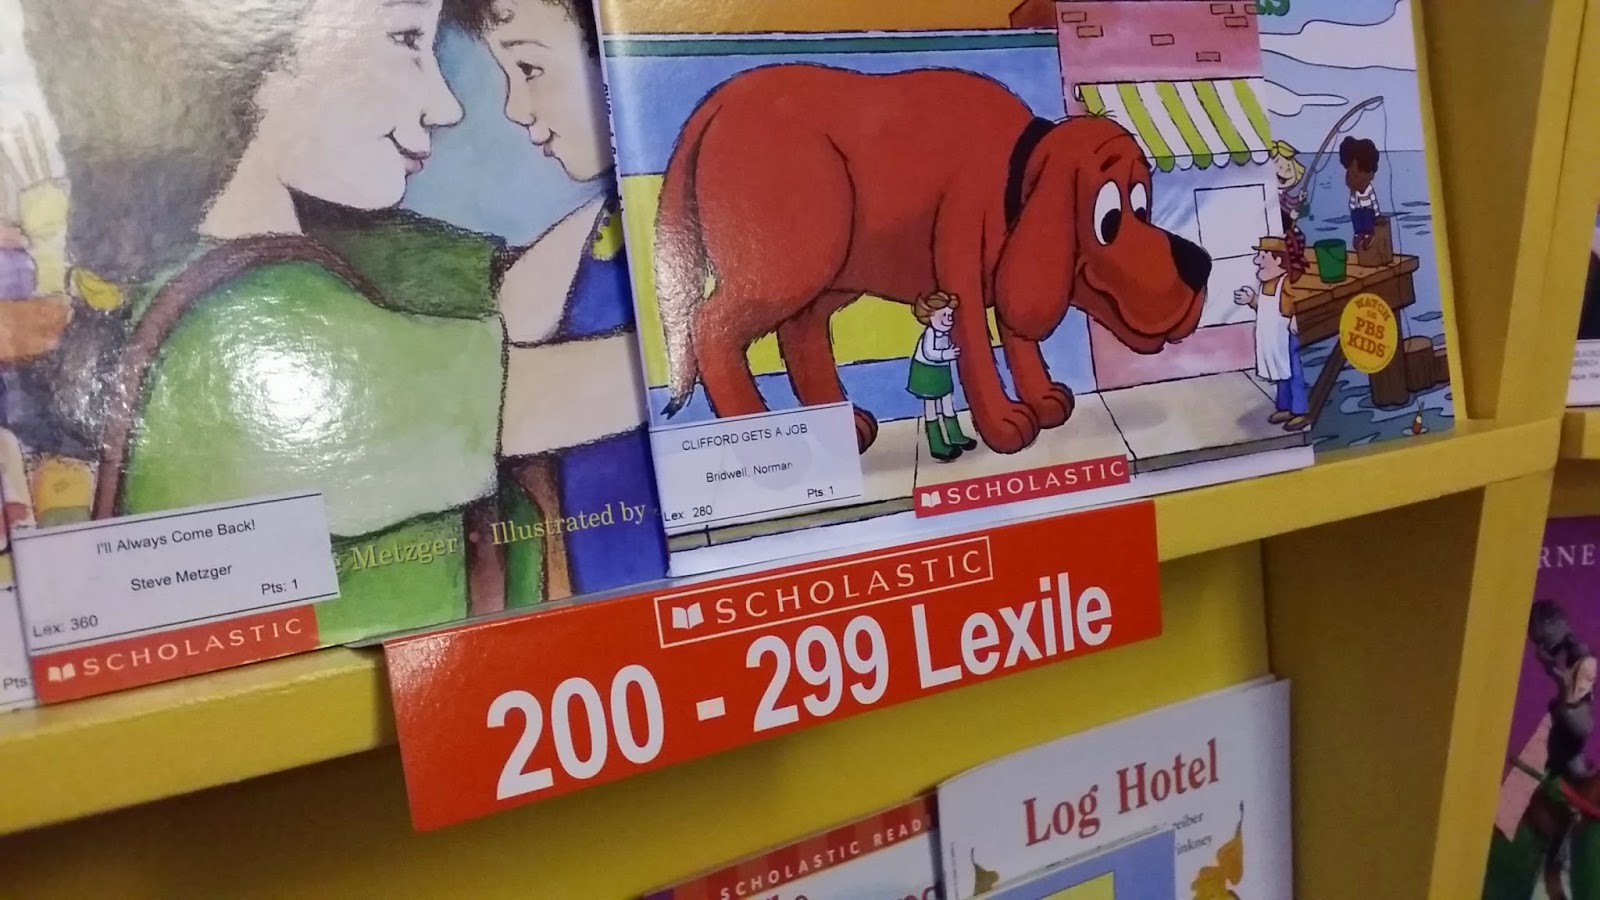 I'll Always Come Back!
Steve Metzger
Pts: 1
Lex: 360
SCHOLASTIC
Pts:
Metzger • Illustrated by
CLIFFORD GETS A JOB
Bridwell, Norman
Pts. 1
Lex: 280
SCHOLASTIC
WATCH
ON
PBS
KIDS
SCHOLASTIC
200 - 299 Lexile
Log Hotel
SCHOLASTIC READ